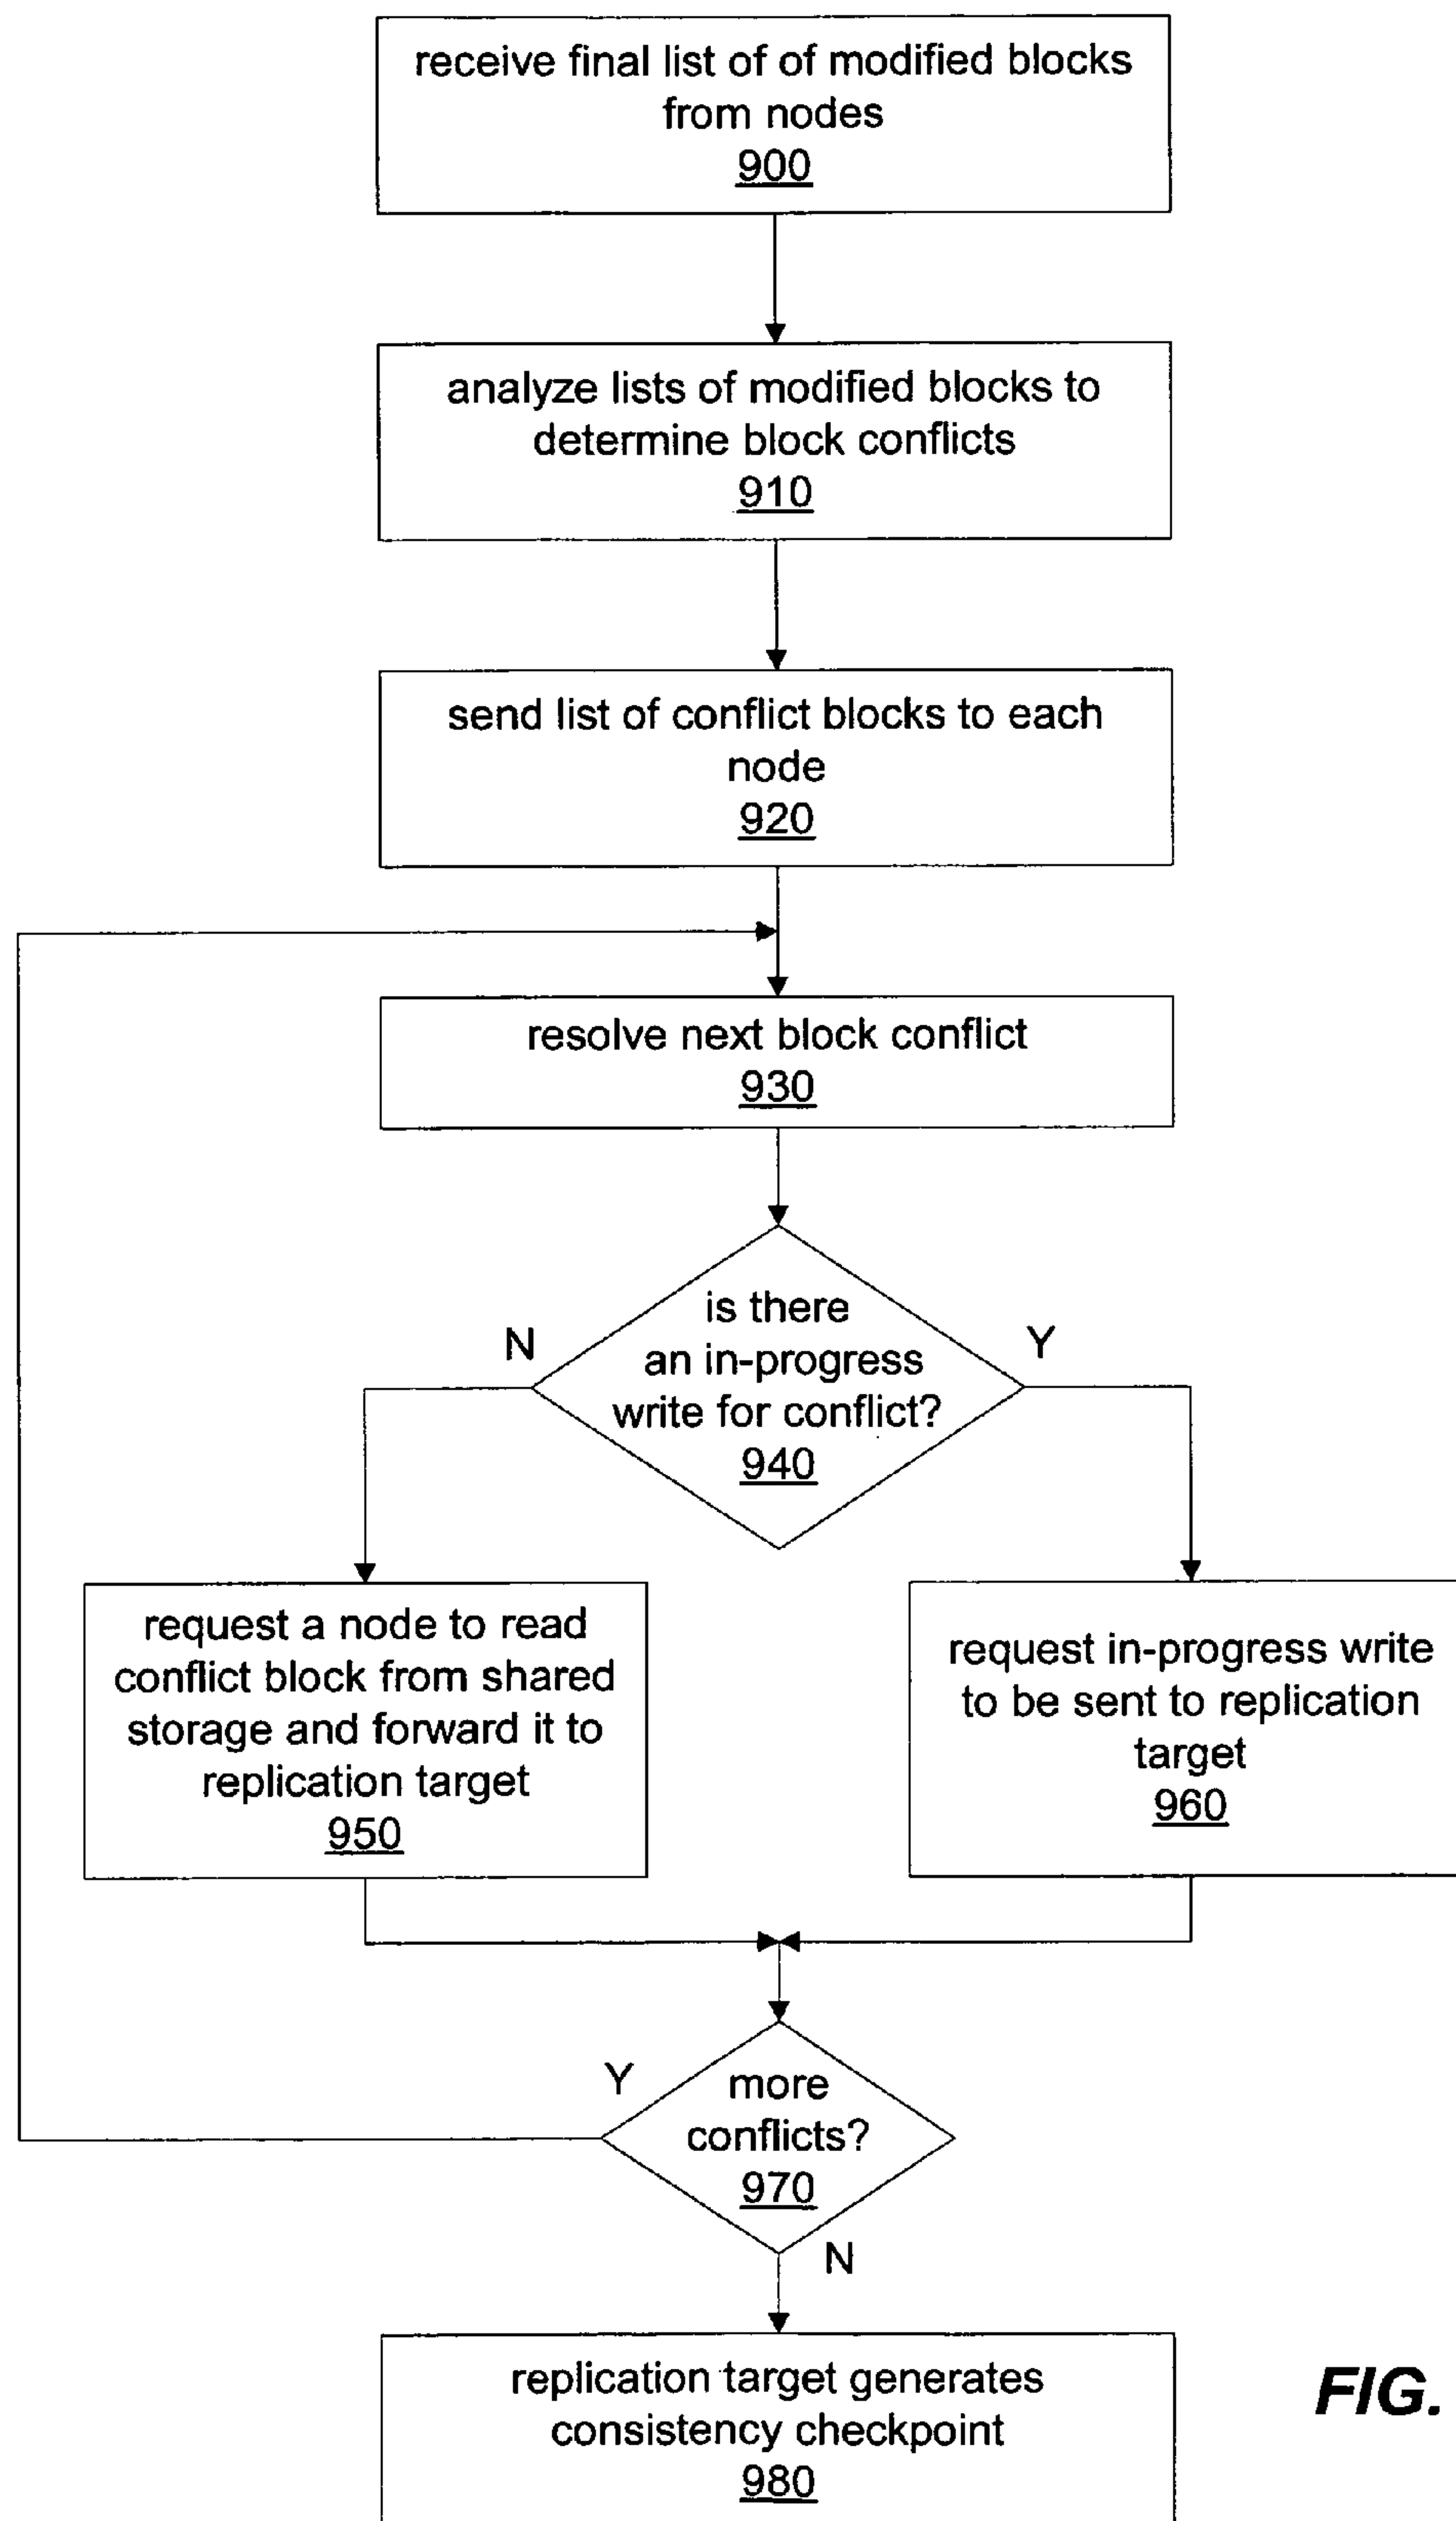 receive final list of of modified blocks
from nodes
900
analyze lists of modified blocks to
determine block conflicts
910
send list of conflict blocks to each
node
920
resolve next block conflict
930
is there
an in-progress
write for conflict?
940
N
Y
request a node to read
conflict block from shared
storage and forward it to
replication target
950
request in-progress write
to be sent to replication
target
960
Y
more
conflicts?
970
N
replication target generates
consistency checkpoint
980
FIG.